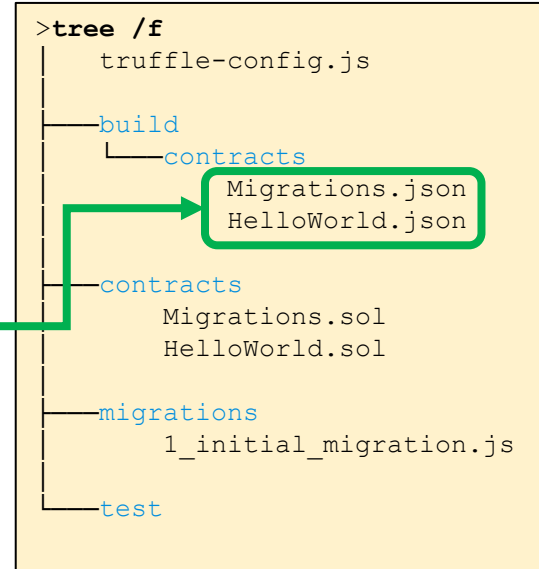 >tree /f
truffle-config.js
build
contracts
Migrations.json
HelloWorld.json
contracts
Migrations.sol
HelloWorld.sol
migrations
1_initial_migration.js
test